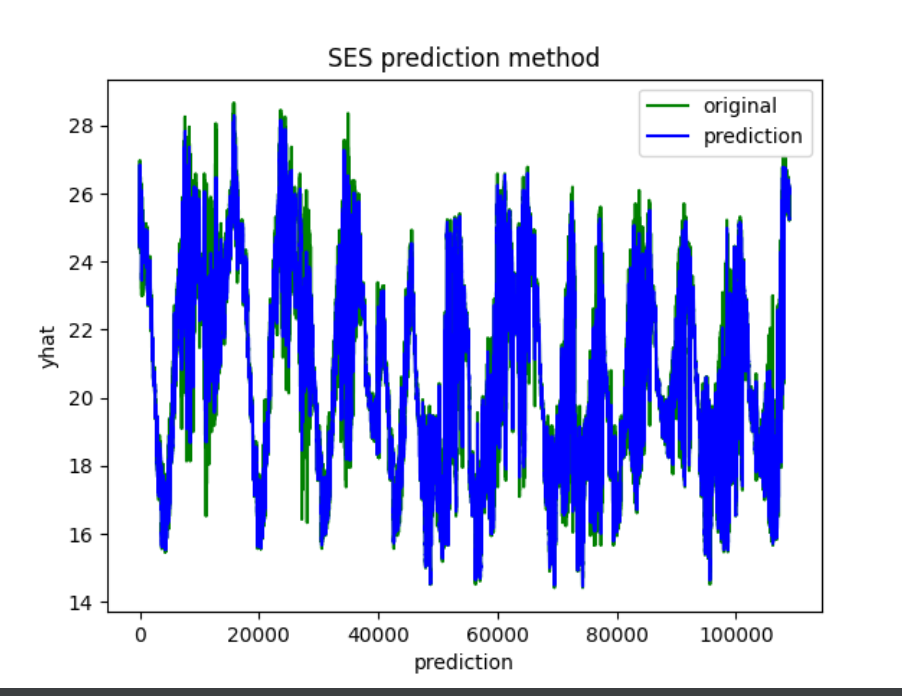 SES prediction method
original
prediction
yhat
28
26
24
22
20
18
16
14
0 20000 40000 60000 80000 100000
prediction